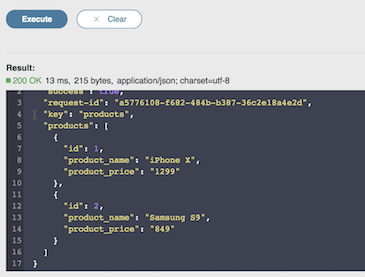 Execute
× Clear
Result:
200 OK 13 ms, 215 bytes, application/json; charset=utf-8
2 "success": true,
3 "request-id": "a5776108-f682-484b-b387-36c2e18a4e2d",
4 "key": "products",
5 "products": [
6 {
7 "id": 1,
8 "product_name": "iPhone X",
9 "product_price": "1299"
10 },
11 {
12 "id": 2,
13 "product_name": "Samsung S9",
14 "product_price": "849"
15 }
16 ]
17 }